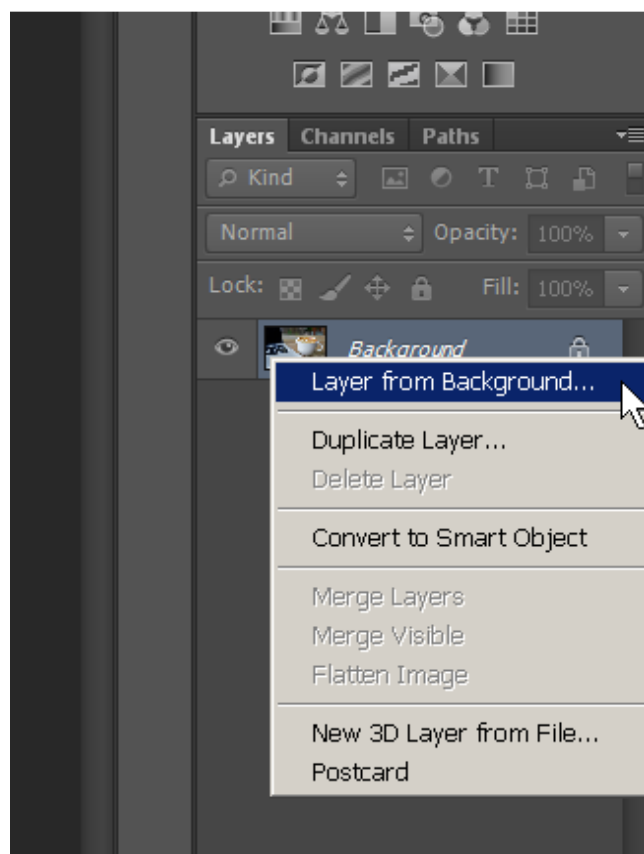 Layers Channels Paths
Kind T
Normal Opacity: 100%
Lock: Fill: 100%
Background
Layer from Background...
Duplicate Layer...
Delete Layer
Convert to Smart Object
Merge Layers
Merge Visible
Flatten Image
New 3D Layer from File...
Postcard